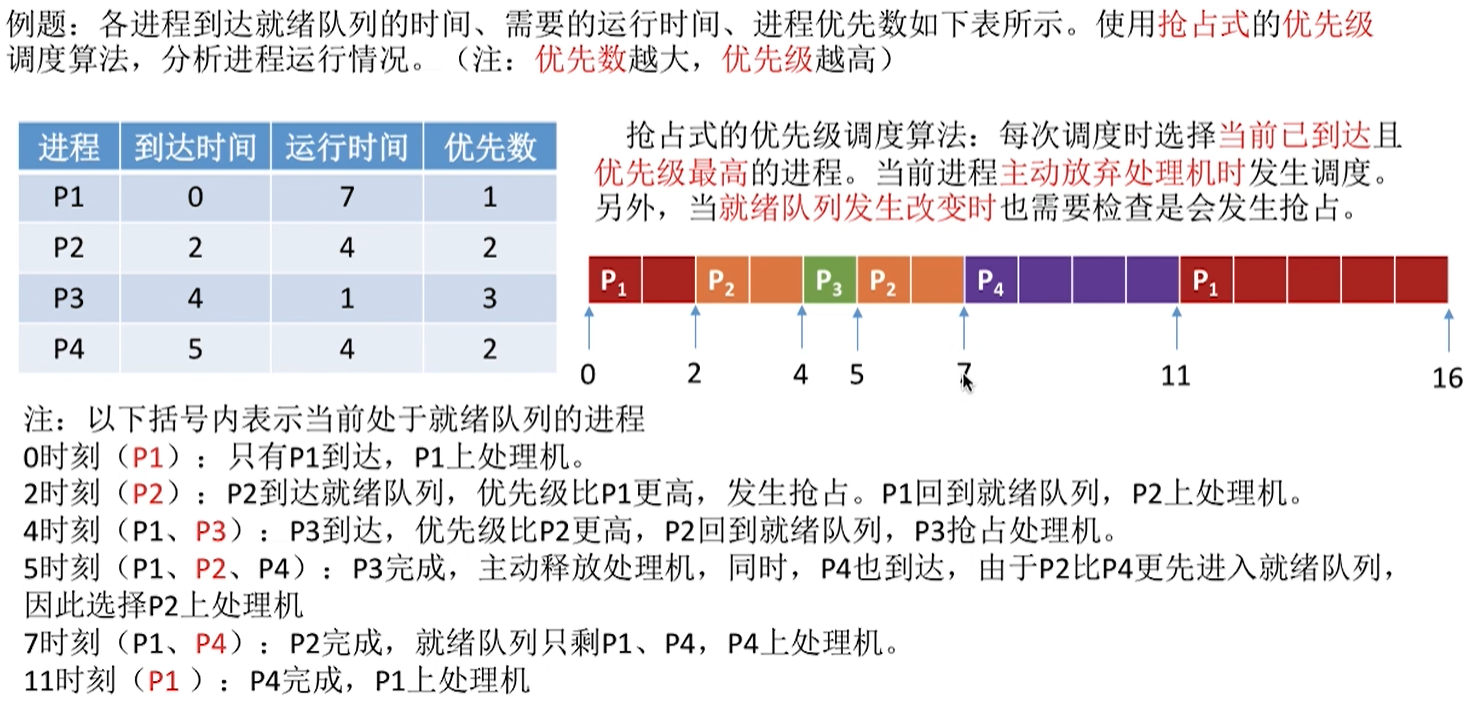 例题：各进程到达就绪队列的时间、需要的运行时间、进程优先数如下表所示。使用抢占式的优先级
调度算法，分析进程运行情况。（注：优先数越大，优先级越高）
进程 到达时间 运行时间 优先数
P1 0 7 1
P2 2 4 2
P3 4 1 3
P4 5 4 2
抢占式的优先级调度算法：每次调度时选择当前已到达且
优先级最高的进程。当前进程主动放弃处理机时发生调度。
另外，当就绪队列发生改变时也需要检查是会发生抢占。
P1 P2 P3 P2 P4 P1
0 2 4 5 7 11 16
注：以下括号内表示当前处于就绪队列的进程
0时刻（P1）：只有P1到达，P1上处理机。
2时刻（P2）：P2到达就绪队列，优先级比P1更高，发生抢占。P1回到就绪队列，P2上处理机。
4时刻（P1、P3）：P3到达，优先级比P2更高，P2回到就绪队列，P3抢占处理机。
5时刻（P1、P2、P4）：P3完成，主动释放处理机，同时，P4也到达，由于P2比P4更先进入就绪队列，
因此选择P2上处理机
7时刻（P1、P4）：P2完成，就绪队列只剩P1、P4，P4上处理机。
11时刻（P1 ）：P4完成，P1上处理机